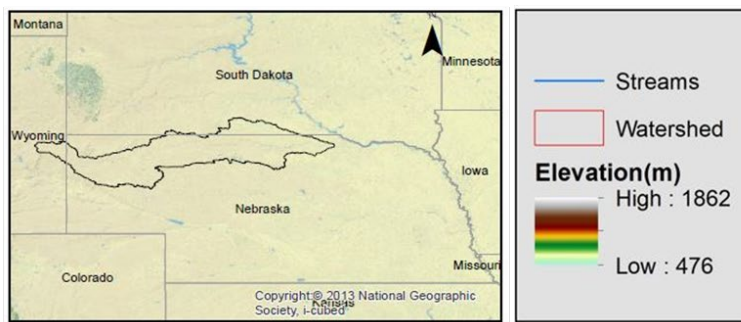 Montana
Minnesota
South Dakota
Wyoming
Iowa
Nebraska
Missouri
Colorado
Copyright:© 2013 National Geographic
Kansas
Society, i-cubed
Streams
Watershed
Elevation(m)
High : 1862
Low : 476